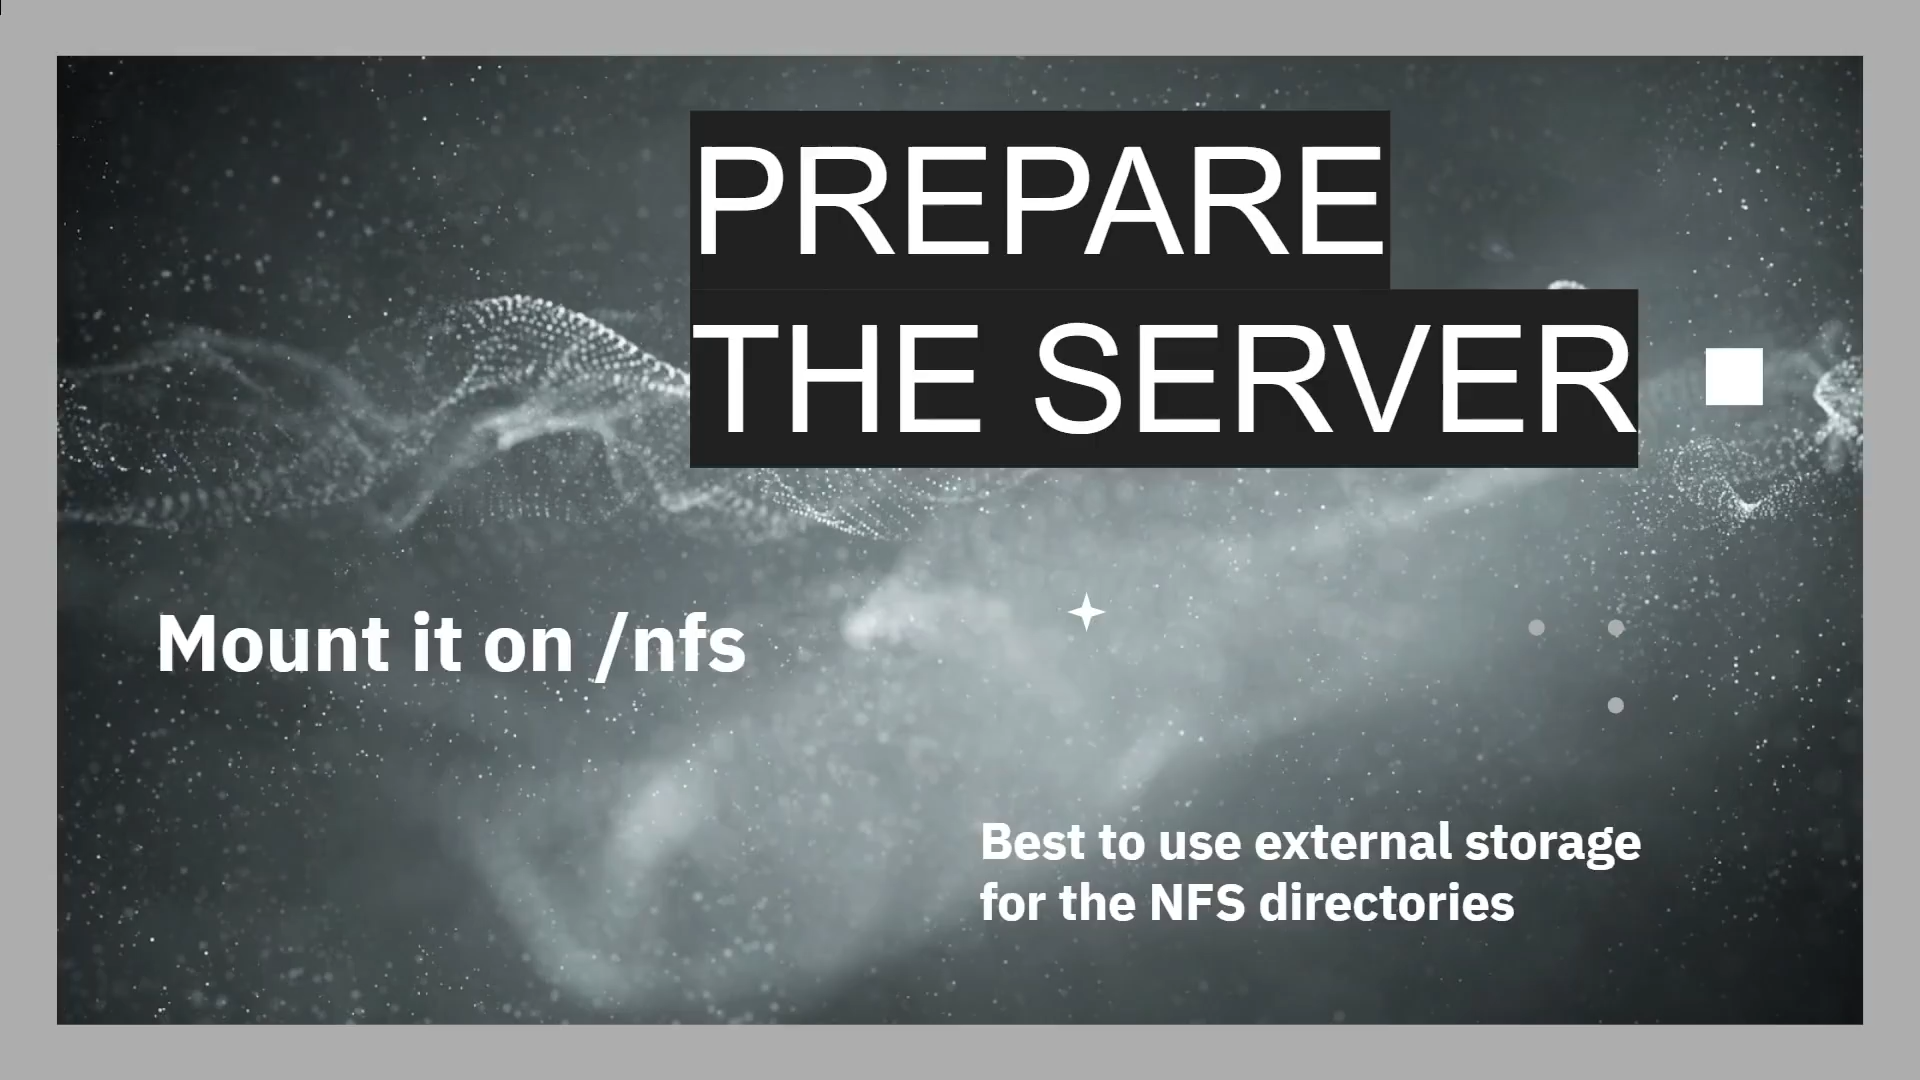 PREPARE
THE SERVER
Mount it on /nfs
Best to use external storage
for the NFS directories